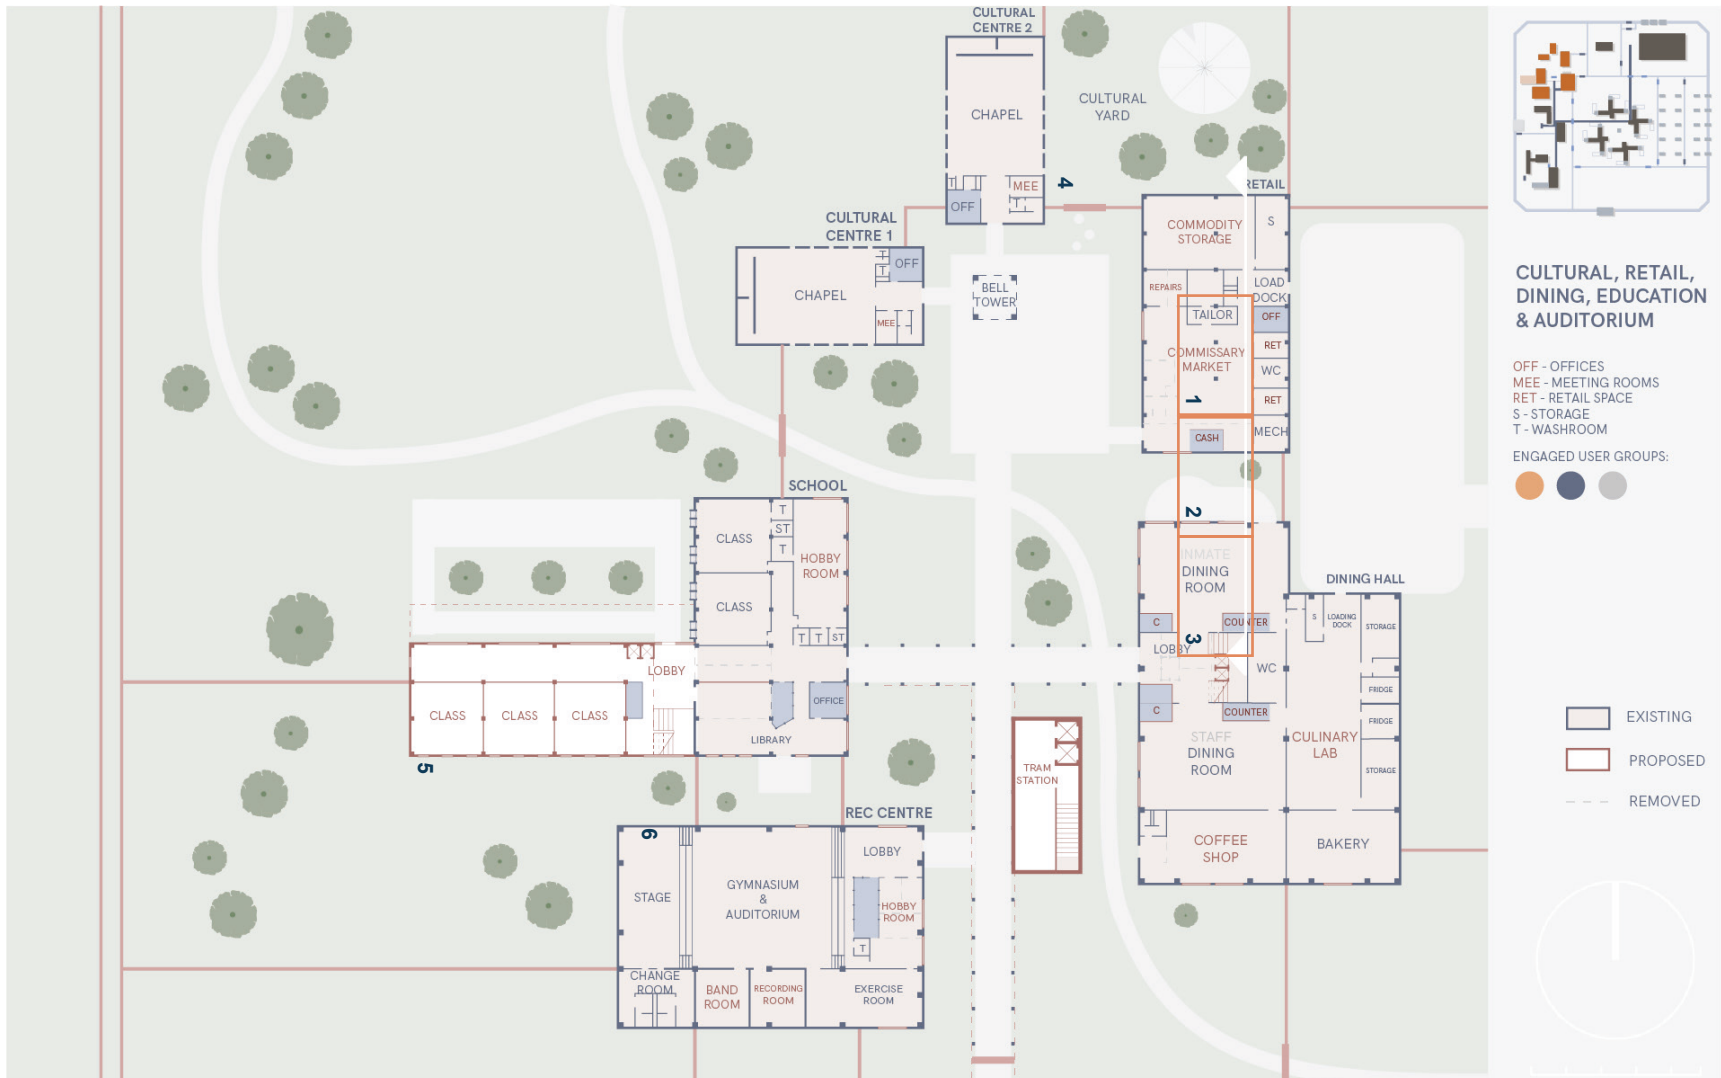 CULTURAL
CENTRE 2
CHAPEL
T
MEE
OFF
T
4
CULTURAL
YARD
CULTURAL
CENTRE 1
CHAPEL
T
T
OFF
MEE
BELL
TOWER
RETAIL
COMMODITY
STORAGE
S
REPAIRS
LOAD
DOCK
TAILOR
OFF
COMMISSARY
MARKET
RET
WC
RET
1
CASH
MECH
2
SCHOOL
CLASS
T
ST
T
HOBBY
ROOM
CLASS
T
T
ST
LOBBY
CLASS
CLASS
CLASS
OFFICE
LIBRARY
5
INMATE
DINING
ROOM
DINING HALL
C
COUNTER
S
LOADING
DOCK
STORAGE
3
LOBBY
WC
FRIDGE
C
COUNTER
FRIDGE
STAFF
DINING
ROOM
CULINARY
LAB
STORAGE
COFFEE
SHOP
BAKERY
TRAM
STATION
REC CENTRE
6
LOBBY
STAGE
GYMNASIUM
&
AUDITORIUM
HOBBY
ROOM
T
CHANGE
ROOM
BAND
ROOM
RECORDING
ROOM
EXERCISE
ROOM
CULTURAL, RETAIL,
DINING, EDUCATION
& AUDITORIUM
OFF - OFFICES
MEE - MEETING ROOMS
RET - RETAIL SPACE
S - STORAGE
T - WASHROOM
ENGAGED USER GROUPS:
EXISTING
PROPOSED
REMOVED